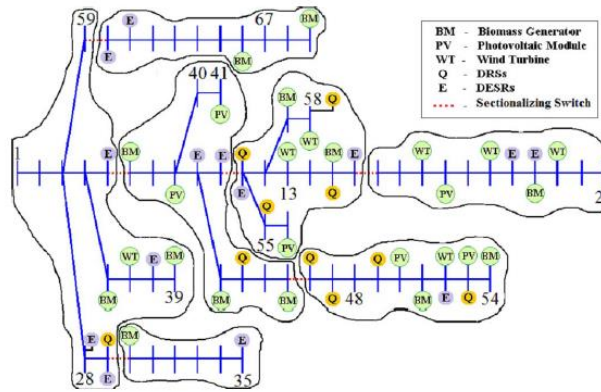 59 E BM 67
E BM
BM - Biomass Generator
PV - Photovoltaic Module
WT - Wind Turbine
Q - DRSs
E - DESRs
- Sectionalizing Switch
40 41
PV
BM 58 Q
1 E BM E E Q WT WT BM E WT WT E E 2
PV E 13 Q PV BM
Q
55 PV
BM WT E BM Q Q Q PV WT PV BM
BM 39 BM BM Q 48 BM E Q 54
E Q BM E
28 E 35